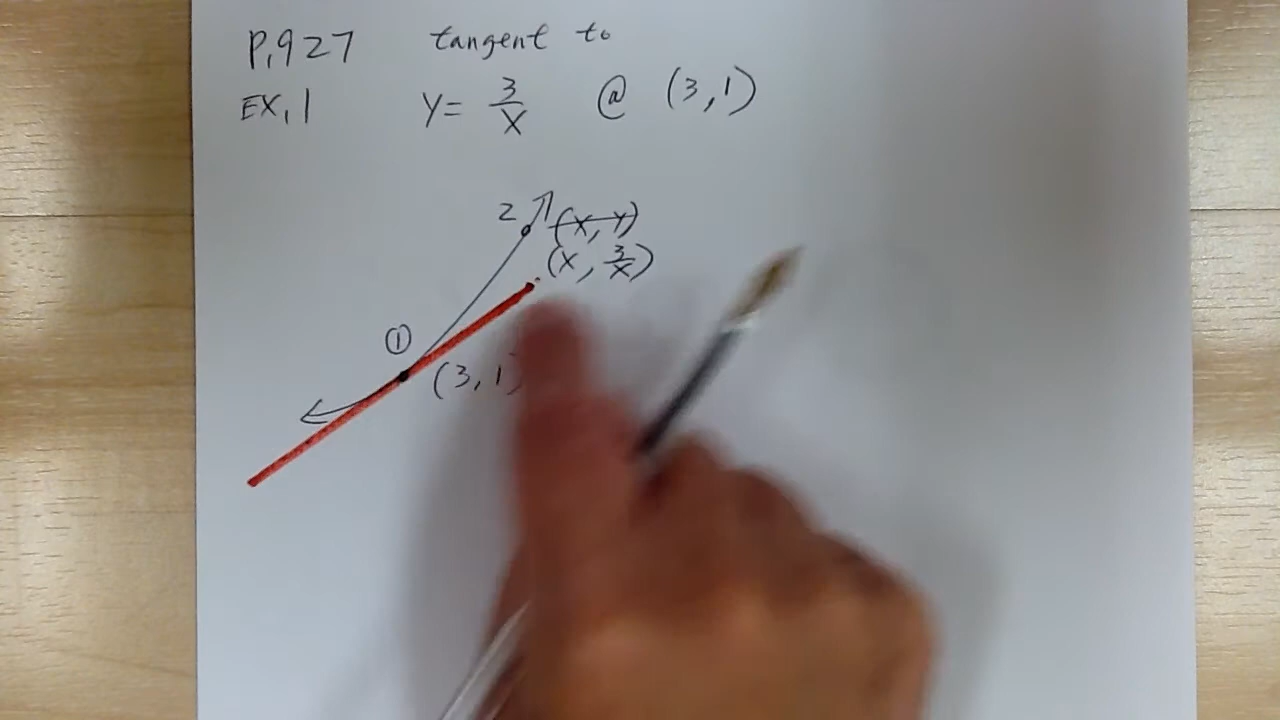 P.927 tangent to
EX.1 Y= 3/X @ (3,1)
2 (X,Y)
(X, 3/X)
①
(3,1)